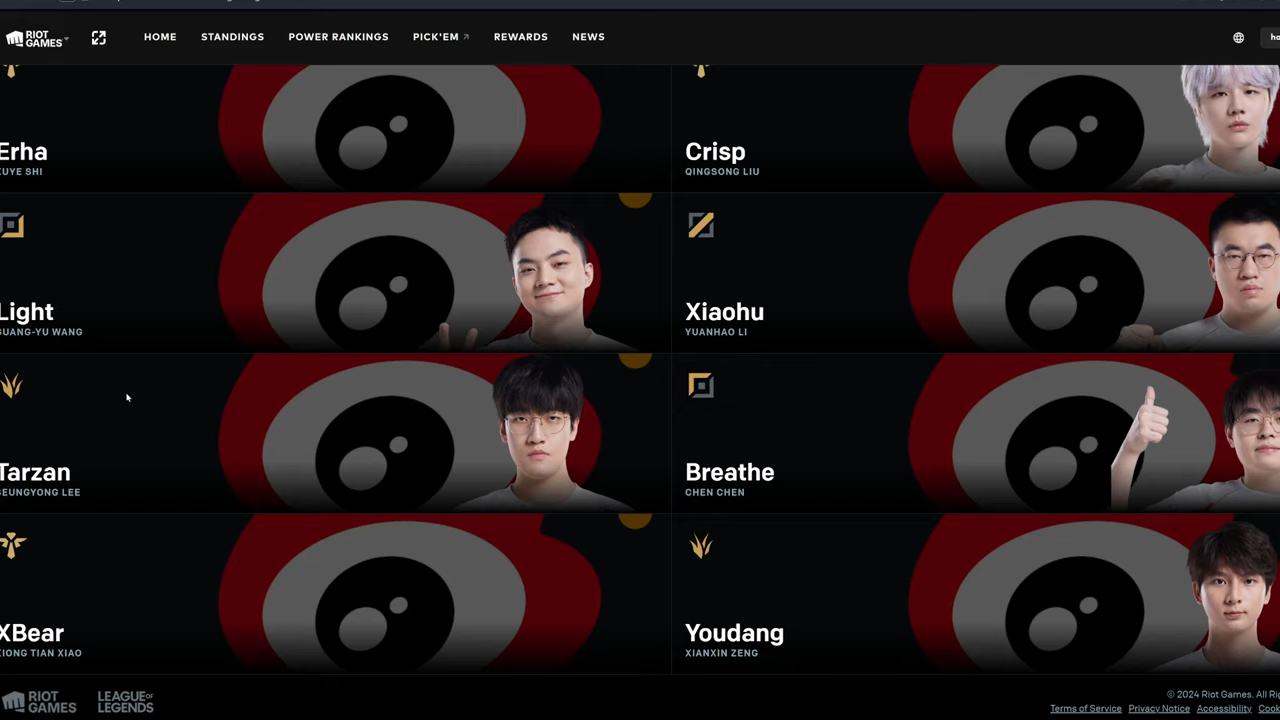 RIOT GAMES
HOME STANDINGS POWER RANKINGS PICK'EM REWARDS NEWS
Erha
Crisp
QINGSONG LIU
Light
Xiaohu
YUANHAO LI
Tarzan
Breathe
CHEN CHEN
XBear
Youdang
XIANXIN ZENG
RIOT GAMES
LEAGUE OF LEGENDS
© 2024 Riot Games. All
Terms of Service Privacy Notice Accessibility